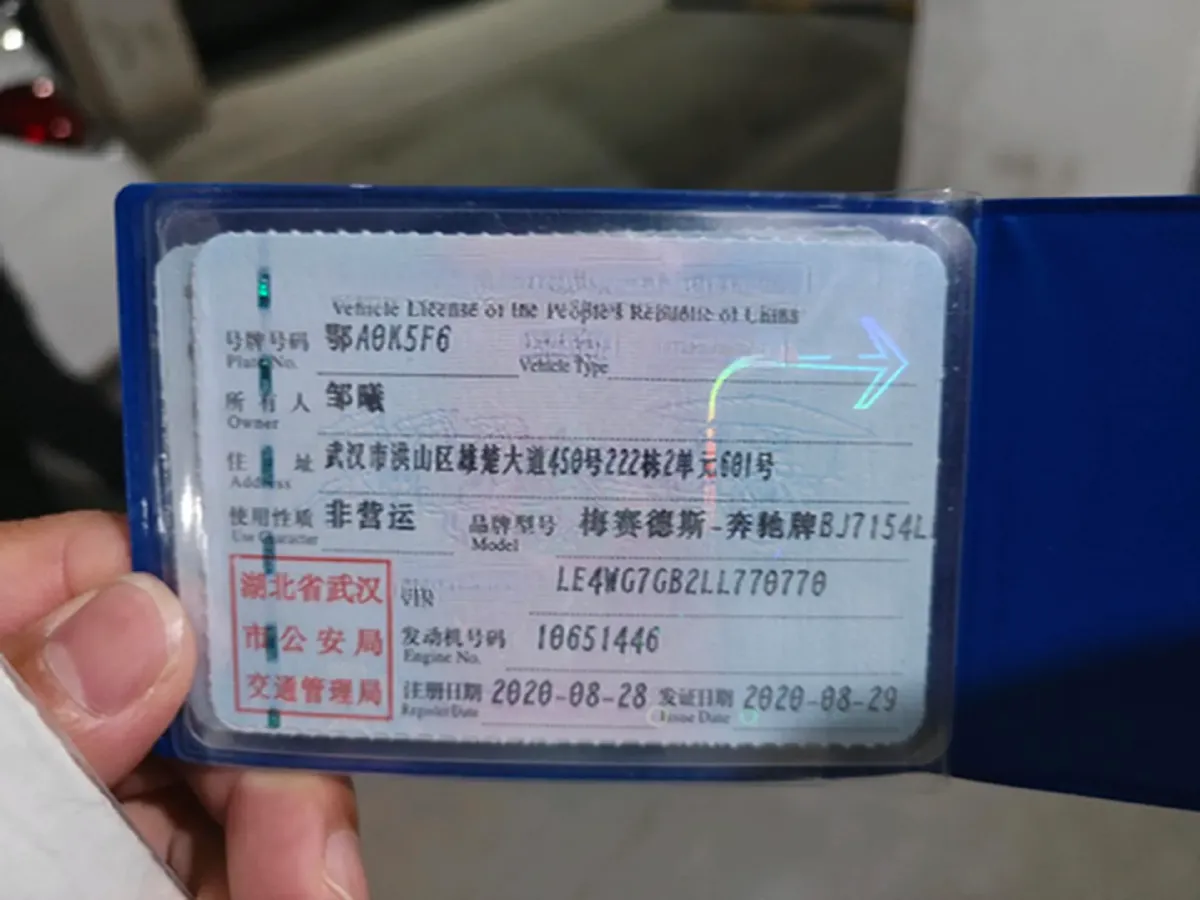 Vehicle License of the People's Republic of China
号牌号码 鄂A0K5F6
Plate No. Vehicle Type
所有人 邹曦
Owner
住址 武汉市洪山区雄楚大道450号222栋2单元601号
Address
使用性质 非营运 品牌型号 梅赛德斯-奔驰牌BJ7154L
Use Character Model
湖北省武汉
市公安局
交通管理局
LE4WG7GB2LL770770
VIN
发动机号码 10651446
Engine No.
注册日期 2020-08-28 发证日期 2020-08-29
Register Date Issue Date